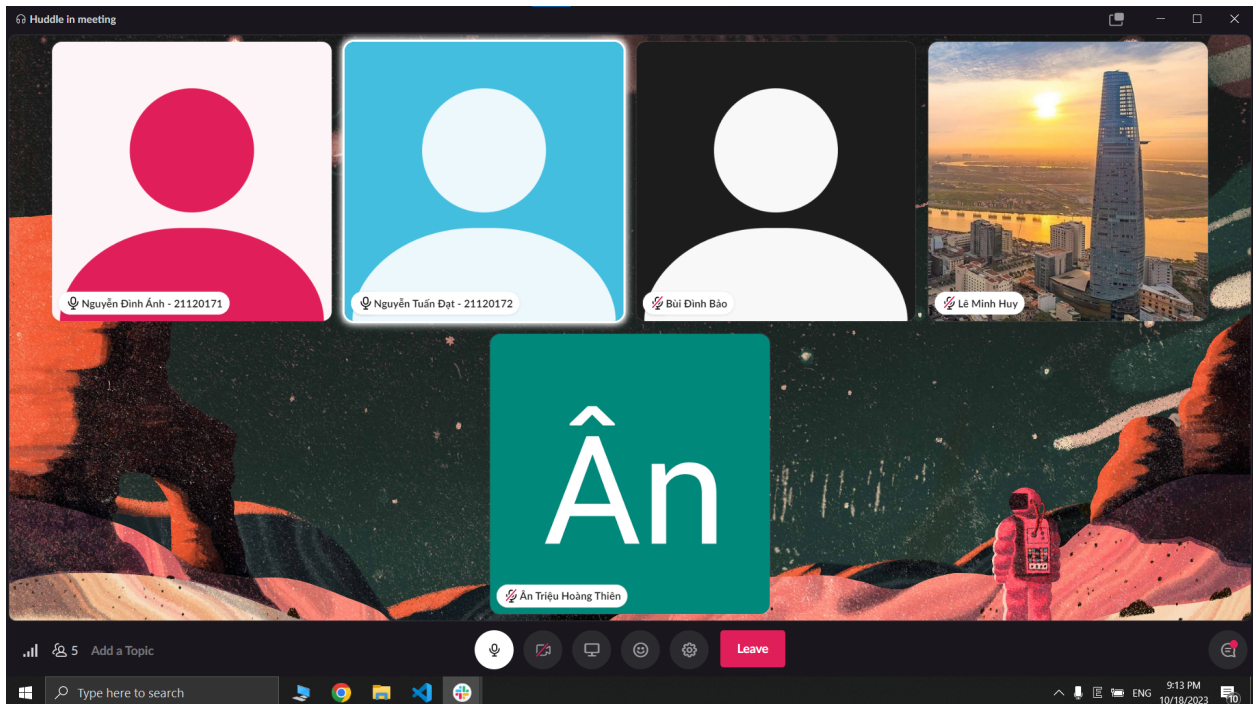 Huddle in meeting
Nguyễn Đình Ánh - 21120171
Nguyễn Tuấn Đạt - 21120172
Bùi Đình Bảo
Lê Minh Huy
Ân
Ân Triệu Hoàng Thiên
5 Add a Topic
Leave
Type here to search
ENG
9:13 PM
10/18/2023
10